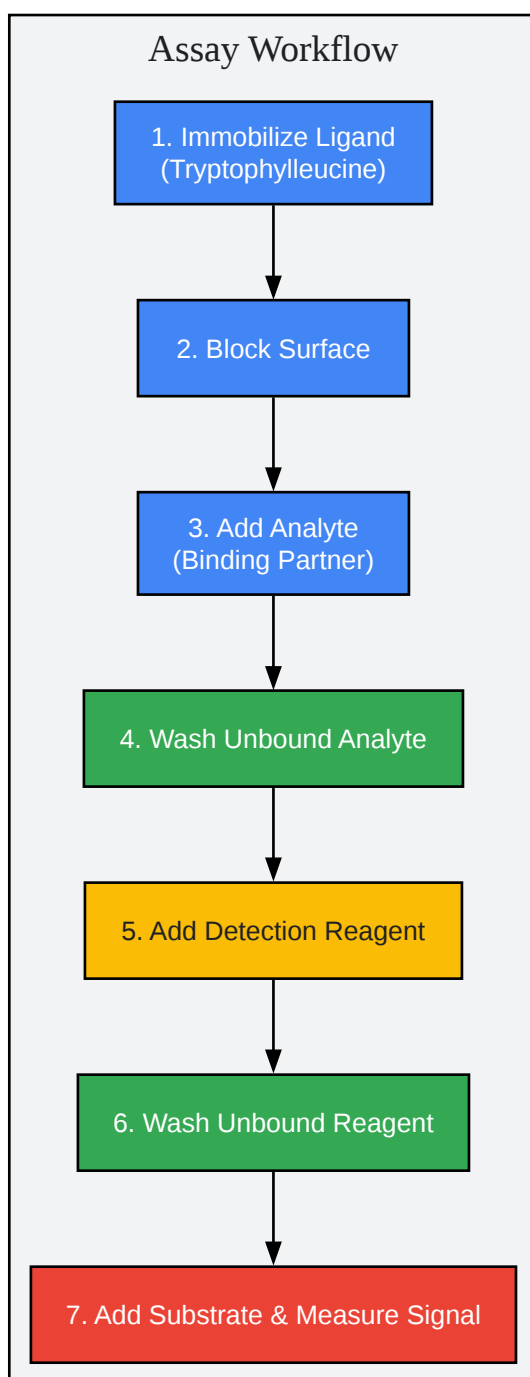 Assay Workflow
1. Immobilize Ligand
(Tryptophylleucine)
2. Block Surface
3. Add Analyte
(Binding Partner)
4. Wash Unbound Analyte
5. Add Detection Reagent
6. Wash Unbound Reagent
7. Add Substrate & Measure Signal